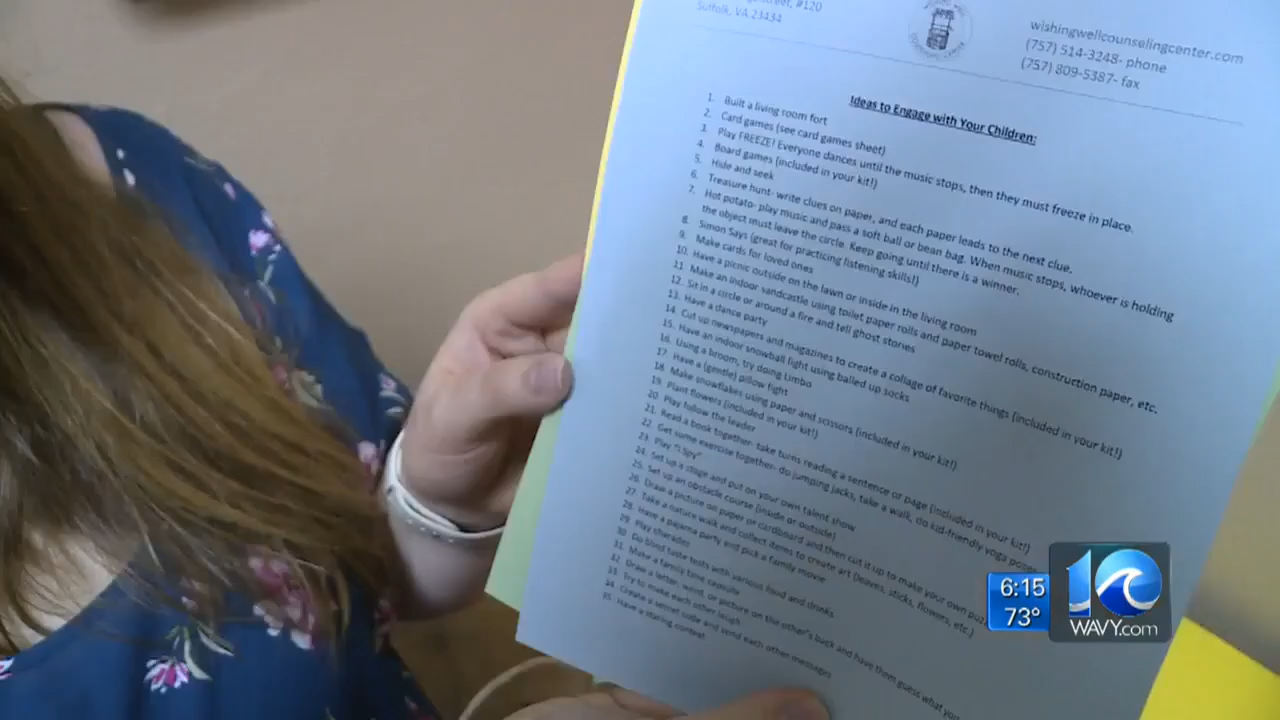 Street, #120
Suffolk, VA 23434
wishingwellcounselingcenter.com
(757) 514-3248- phone
(757) 809-5387- fax
Ideas to Engage with Your Children:
1. Built a living room fort
2. Card games (see card games sheet)
3. Play FREEZE! Everyone dances until the music stops, then they must freeze in place.
4. Board games (included in your kit!)
5. Hide and seek
6. Treasure hunt- write clues on paper, and each paper leads to the next clue.
7. Hot potato- play music and pass a soft ball or bean bag. When music stops, whoever is holding
the object must leave the circle. Keep going until there is a winner.
8. Simon Says (great for practicing listening skills!)
9. Make cards for loved ones
10. Have a picnic outside on the lawn or inside in the living room
11. Make an indoor sandcastle using toilet paper rolls and paper towel rolls, construction paper, etc.
12. Sit in a circle or around a fire and tell ghost stories
13. Have a dance party
14. Cut up newspapers and magazines to create a collage of favorite things (included in your kit!)
15. Have an indoor snowball fight using balled up socks
16. Using a broom, try doing Limbo
17. Have a (gentle) pillow fight
18. Make snowflakes using paper and scissors (included in your kit!)
19. Plant flowers (included in your kit!)
20. Play follow the leader
21. Read a book together- take turns reading a sentence or page (included in your kit!)
22. Get some exercise together- do jumping jacks, take a walk, do kid-friendly yoga poses
23. Play "I Spy"
24. Set up a stage and put on your own talent show
25. Set up an obstacle course (inside or outside)
26. Draw a picture on paper or cardboard and then cut it up to make your own
27. Take a nature walk and collect items to create art (leaves, sticks, flowers, etc.)
28. Have a pajama party and pick a family movie
29. Play charades
30. Do blind taste tests with various food and drinks
31. Make a family time capsule
32. Draw a letter, word, or picture on the other's back and have them guess what you
33. Try to make each other laugh
34. Create a secret code and send each other messages
35. Have a staring contest
6:15
73°
10
WAVY.com